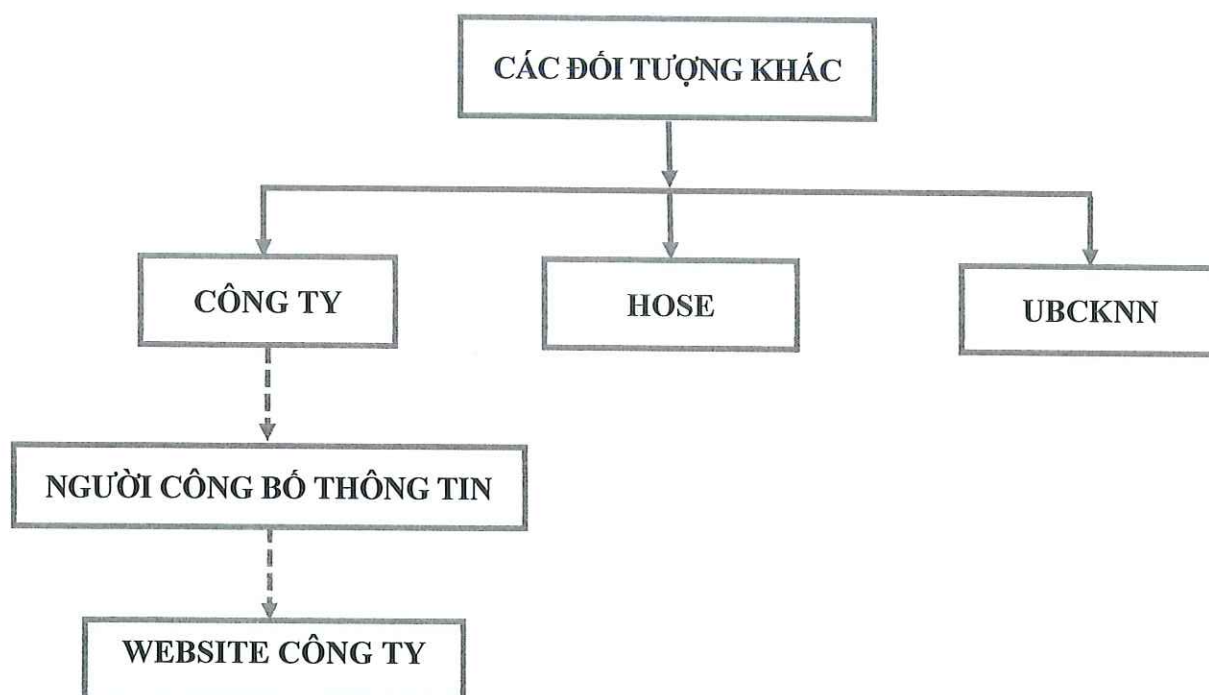 CÁC ĐỐI TƯỢNG KHÁC
CÔNG TY
HOSE
UBCKNN
NGƯỜI CÔNG BỐ THÔNG TIN
WEBSITE CÔNG TY